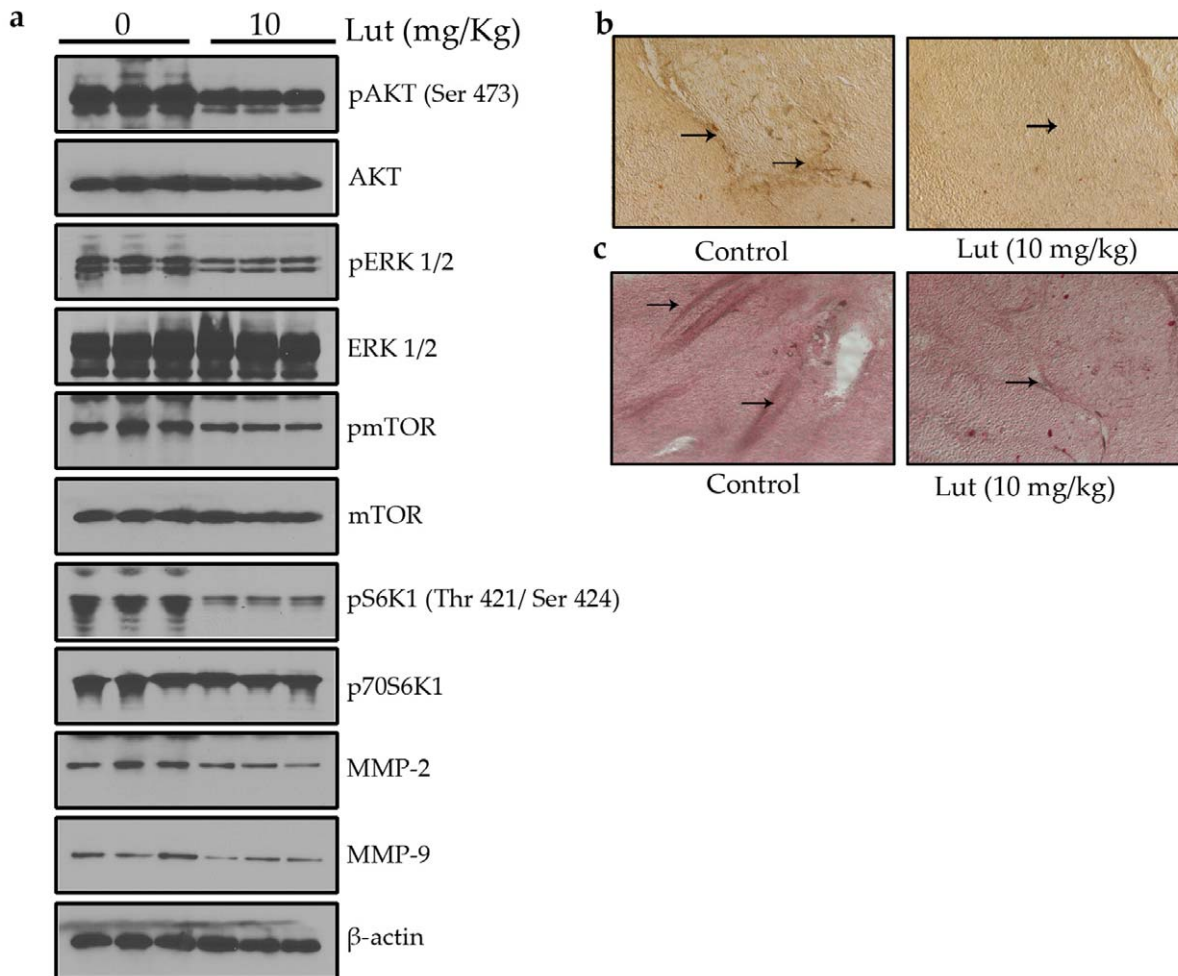 a
0 10 Lut (mg/Kg)
pAKT (Ser 473)
AKT
pERK 1/2
ERK 1/2
pmTOR
mTOR
pS6K1 (Thr 421/ Ser 424)
p70S6K1
MMP-2
MMP-9
β-actin
b
Control Lut (10 mg/kg)
c
Control Lut (10 mg/kg)